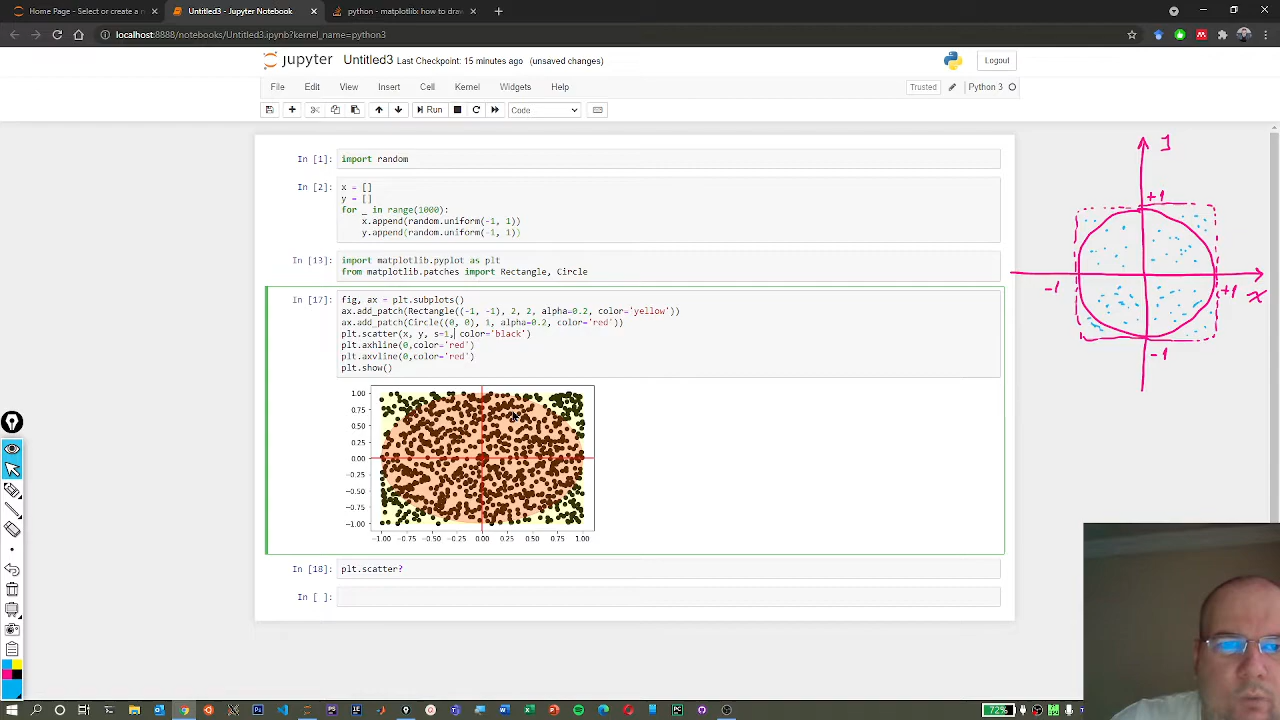 Home Page - Select or create a n
Untitled3 - Jupyter Notebook
python - matplotlib: how to draw
localhost:8888/notebooks/Untitled3.ipynb?kernel_name=python3
jupyter Untitled3 Last Checkpoint: 15 minutes ago (unsaved changes)
Logout
File Edit View Insert Cell Kernel Widgets Help
Trusted Python 3
Run Code
In [1]: import random
In [2]: x = []
y = []
for _ in range(1000):
x.append(random.uniform(-1, 1))
y.append(random.uniform(-1, 1))
In [13]: import matplotlib.pyplot as plt
from matplotlib.patches import Rectangle, Circle
In [17]: fig, ax = plt.subplots()
ax.add_patch(Rectangle((-1, -1), 2, 2, alpha=0.2, color='yellow'))
ax.add_patch(Circle((0, 0), 1, alpha=0.2, color='red'))
plt.scatter(x, y, s=1, color='black')
plt.axhline(0,color='red')
plt.axvline(0,color='red')
plt.show()
1.00
0.75
0.50
0.25
0.00
−0.25
−0.50
−0.75
−1.00
−1.00 −0.75 −0.50 −0.25 0.00 0.25 0.50 0.75 1.00
In [18]: plt.scatter?
In [ ]:
+1
-1
+1
x
-1
72%